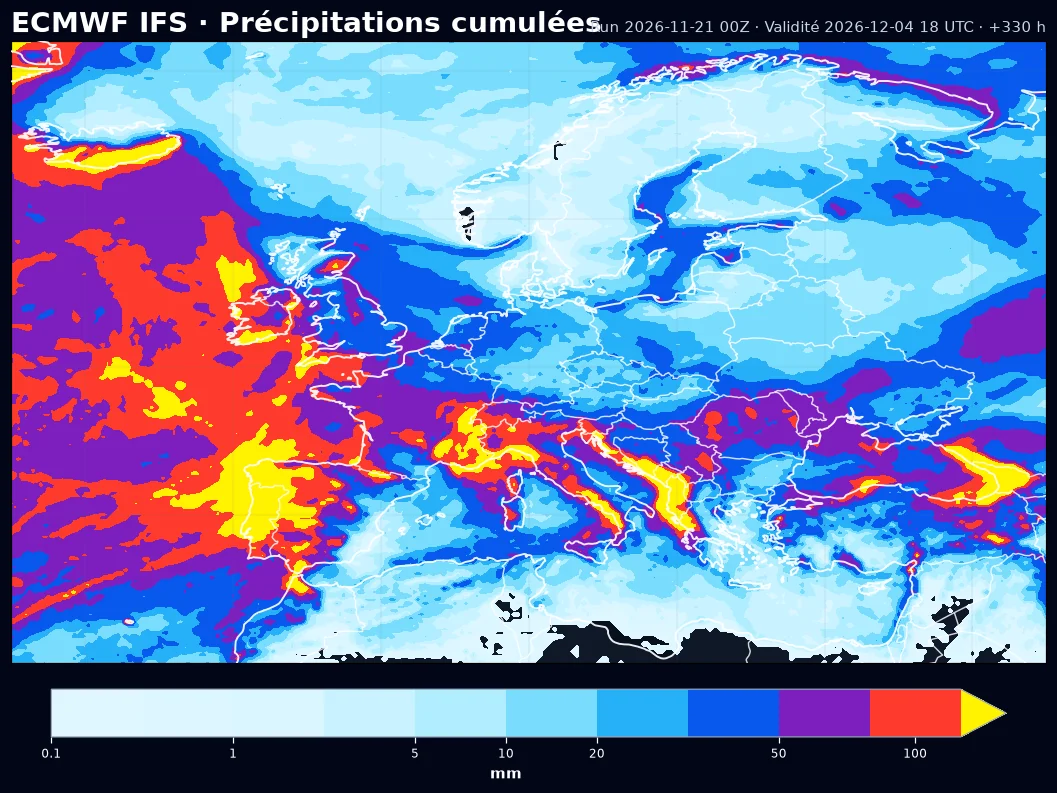 ECMWF IFS · Précipitations cumulées
Run 2026-11-21 00Z · Validité 2026-12-04 18 UTC · +330 h
0.1 1 5 10 20 50 100
mm